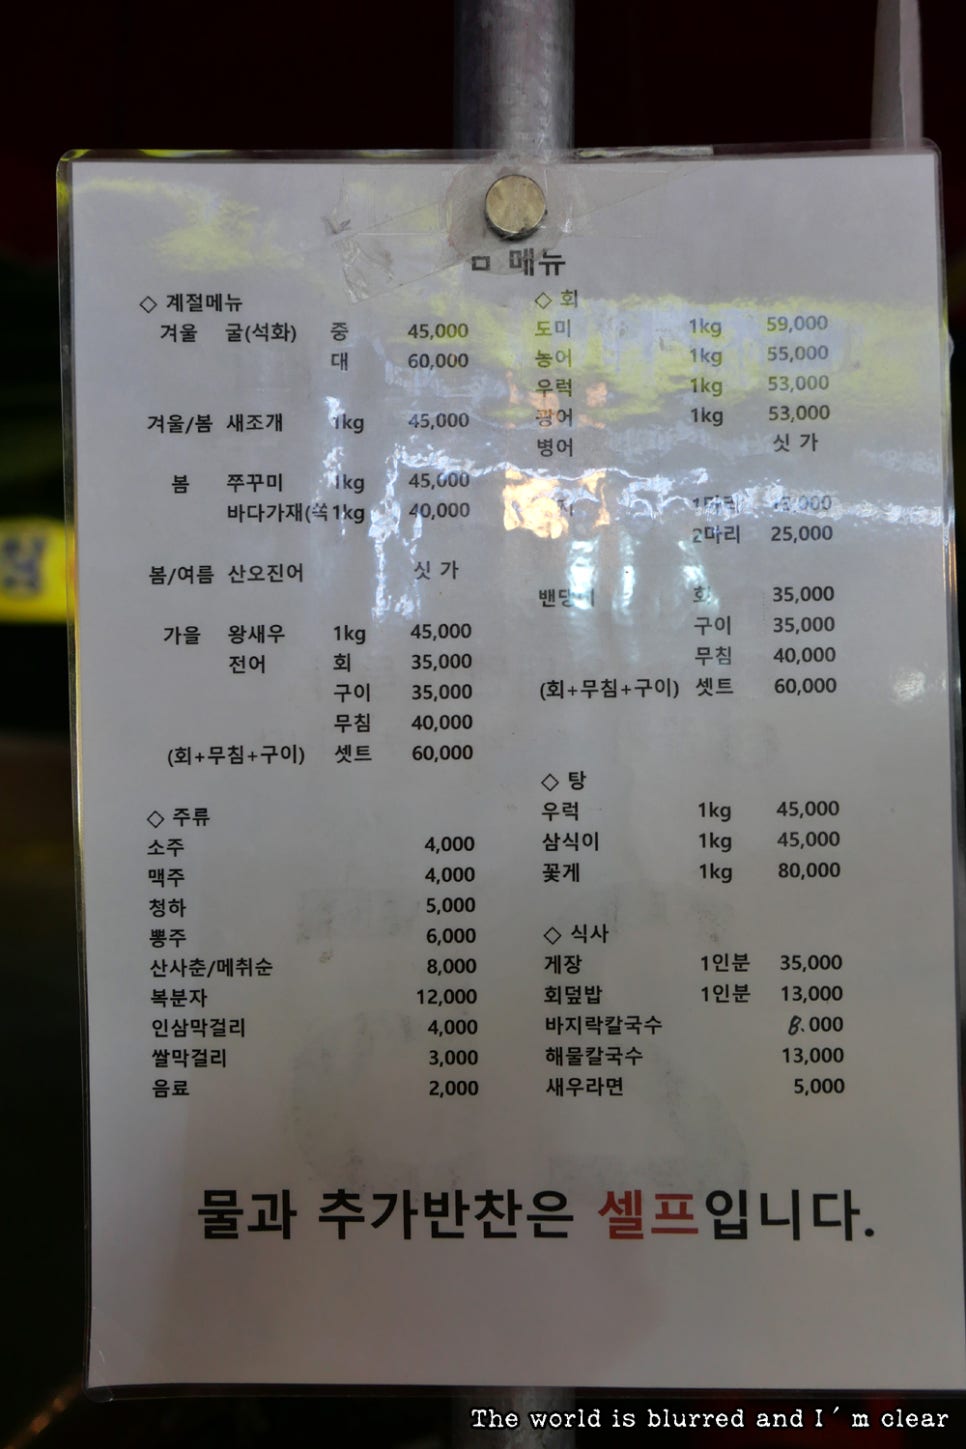 ㅁ 메뉴
◇ 계절메뉴
겨울 굴(석화) 중 45,000
대 60,000
겨울/봄 새조개 1kg 45,000
봄 쭈꾸미 1kg 45,000
바다가재(쏙 1kg 40,000
봄/여름 산오진어 싯 가
가을 왕새우 1kg 45,000
전어 회 35,000
구이 35,000
무침 40,000
(회+무침+구이) 셋트 60,000
◇ 주류
소주 4,000
맥주 4,000
청하 5,000
뽕주 6,000
산사춘/메취순 8,000
복분자 12,000
인삼막걸리 4,000
쌀막걸리 3,000
음료 2,000
◇ 회
도미 1kg 59,000
농어 1kg 55,000
우럭 1kg 53,000
광어 1kg 53,000
병어 싯 가
1마리
2마리 25,000
밴댕이 회 35,000
구이 35,000
무침 40,000
(회+무침+구이) 셋트 60,000
◇ 탕
우럭 1kg 45,000
삼식이 1kg 45,000
꽃게 1kg 80,000
◇ 식사
게장 1인분 35,000
회덮밥 1인분 13,000
바지락칼국수 8.000
해물칼국수 13,000
새우라면 5,000
물과 추가반찬은 셀프입니다.
The world is blurred and I´m clear